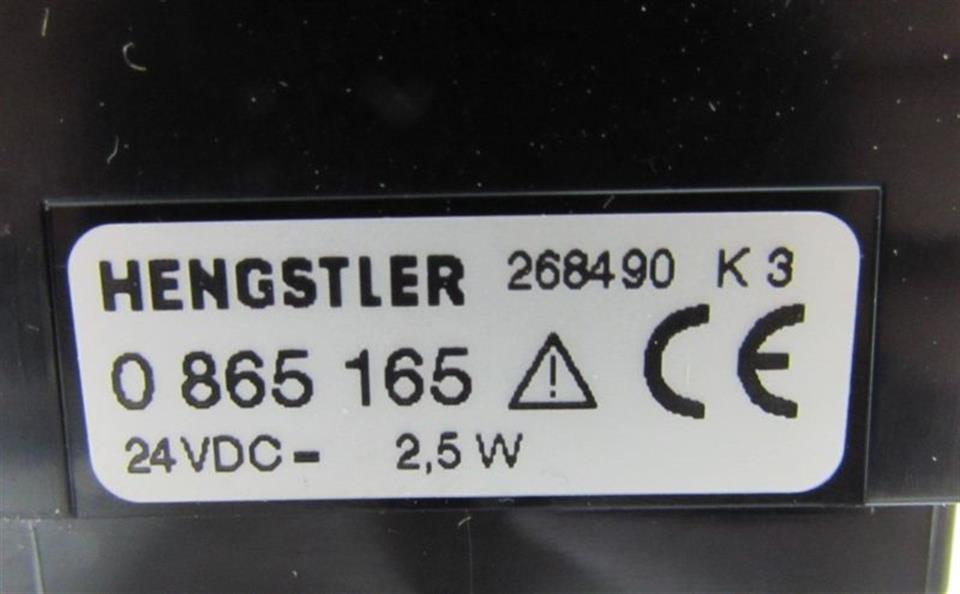 HENGSTLER 268490 K 3
0 865 165 ⚠ CE
24VDC= 2,5 W